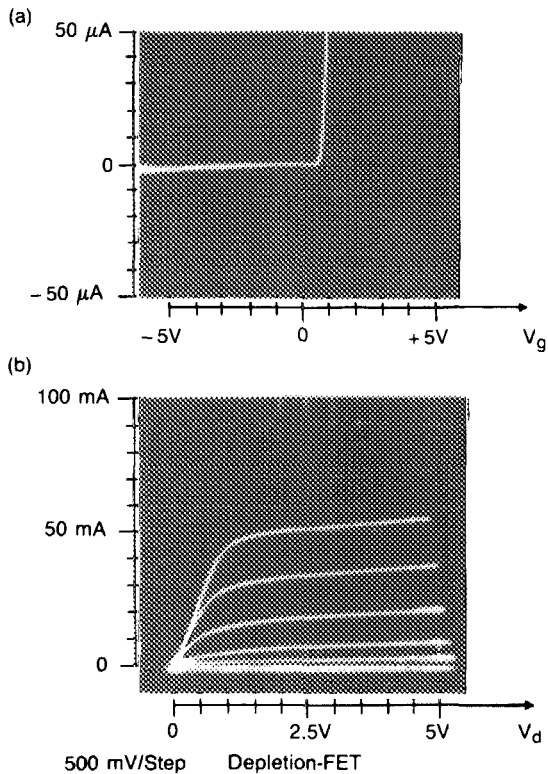 (a)
50 μA
0
− 50 μA
− 5V 0 + 5V V_g
(b)
100 mA
50 mA
0
0 2.5V 5V V_d
500 mV/Step Depletion-FET